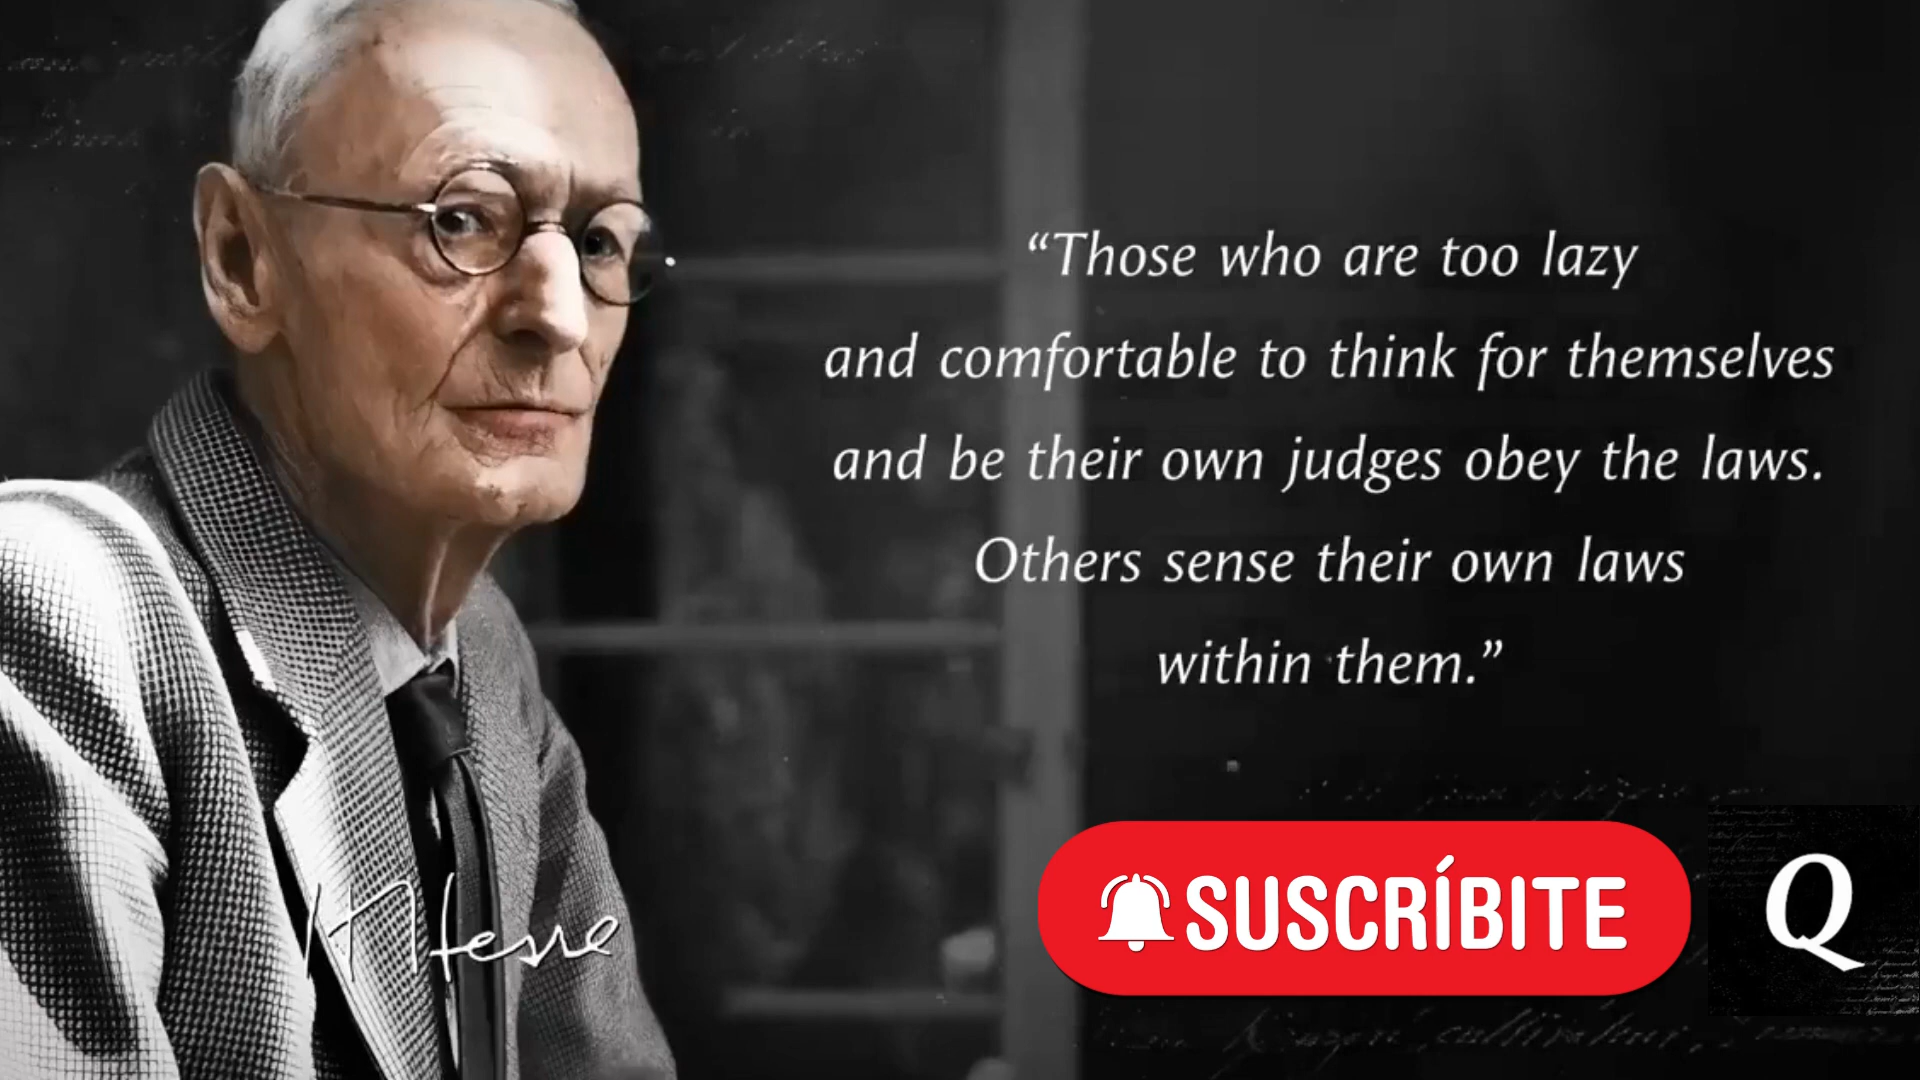 “Those who are too lazy
and comfortable to think for themselves
and be their own judges obey the laws.
Others sense their own laws
within them.”
H Hesse
SUSCRÍBITE
Q